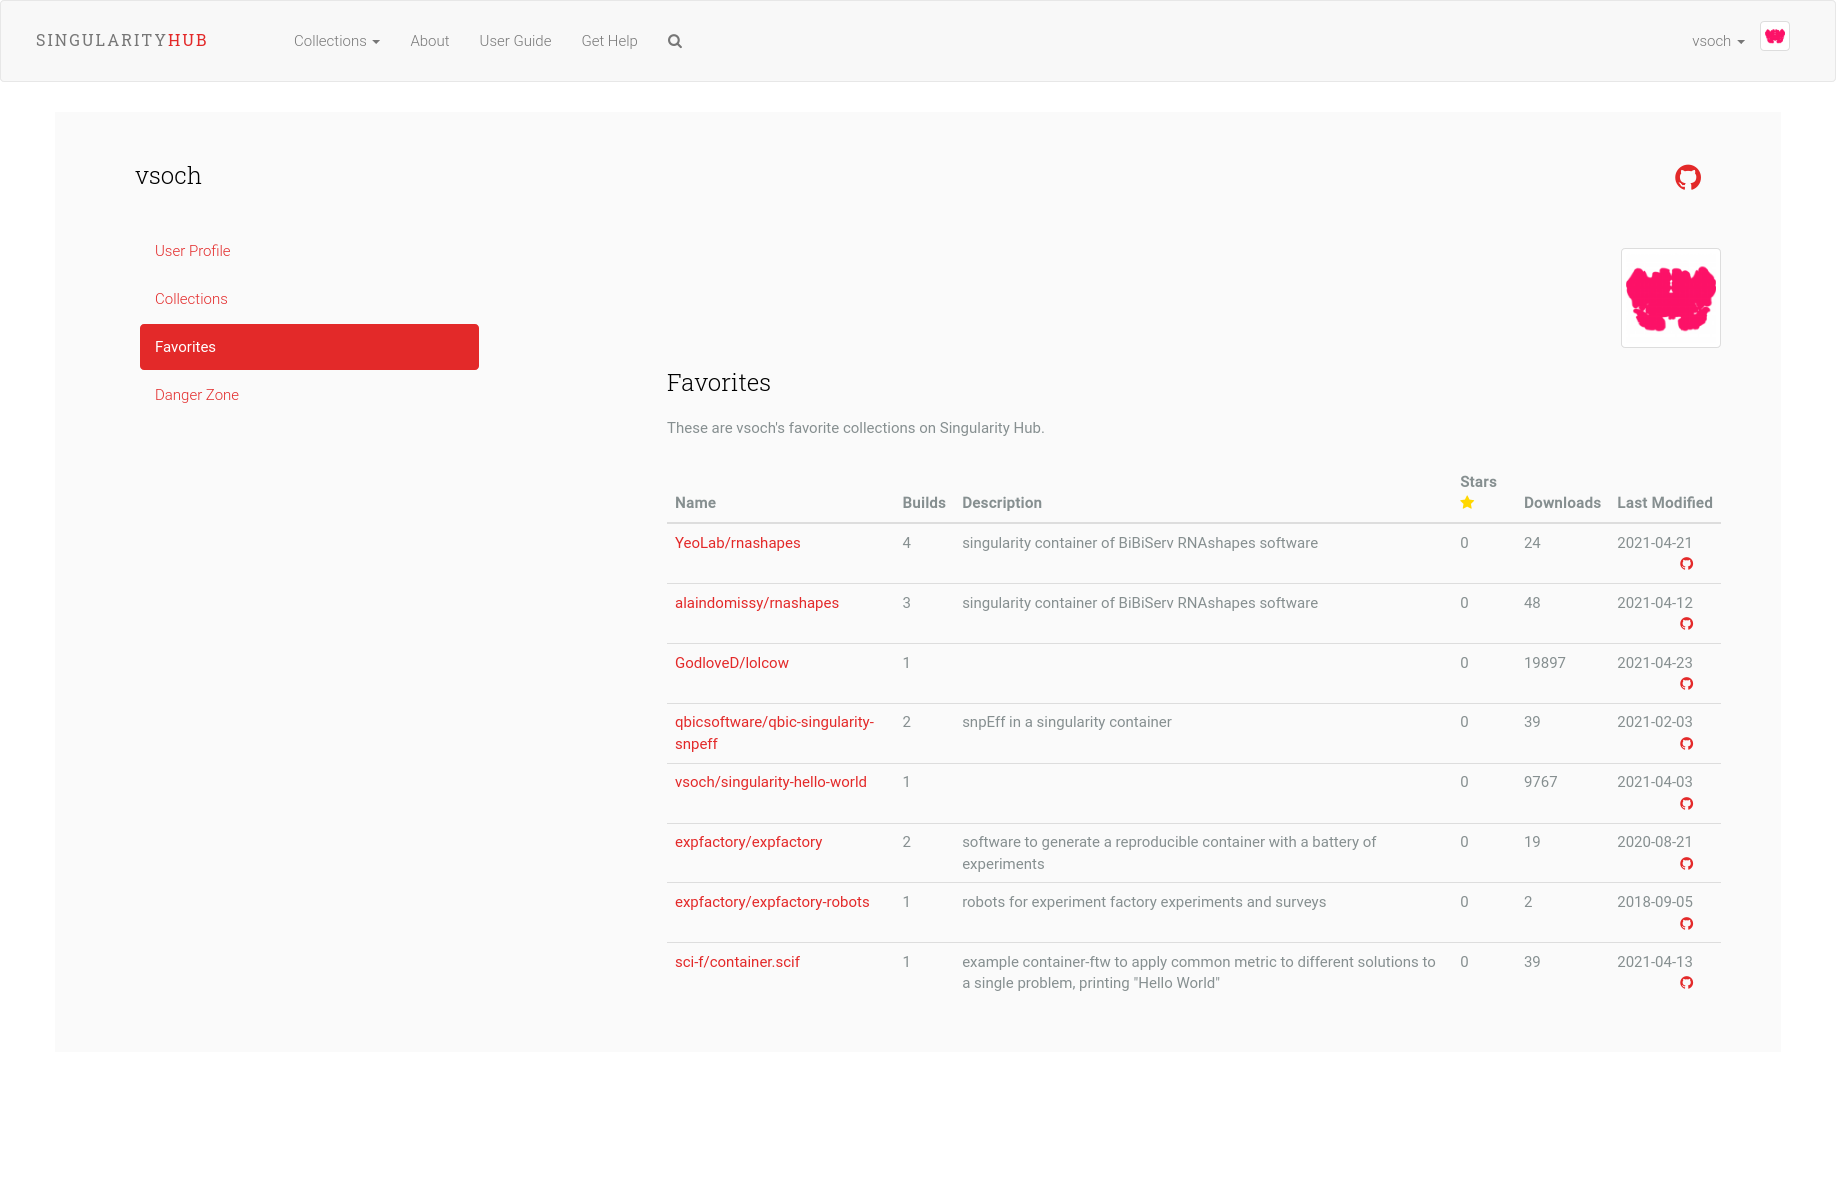 SINGULARITYHUB Collections About User Guide Get Help vsoch
vsoch
User Profile
Collections
Favorites
Danger Zone
Favorites
These are vsoch's favorite collections on Singularity Hub.
Name Builds Description Stars Downloads Last Modified
YeoLab/rnashapes 4 singularity container of BiBiServ RNAshapes software 0 24 2021-04-21
alaindomissy/rnashapes 3 singularity container of BiBiServ RNAshapes software 0 48 2021-04-12
GodloveD/lolcow 1 0 19897 2021-04-23
qbicsoftware/qbic-singularity- 2 snpEff in a singularity container 0 39 2021-02-03
snpeff
vsoch/singularity-hello-world 1 0 9767 2021-04-03
expfactory/expfactory 2 software to generate a reproducible container with a battery of 0 19 2020-08-21
experiments
expfactory/expfactory-robots 1 robots for experiment factory experiments and surveys 0 2 2018-09-05
sci-f/container.scif 1 example container-ftw to apply common metric to different solutions to 0 39 2021-04-13
a single problem, printing "Hello World"